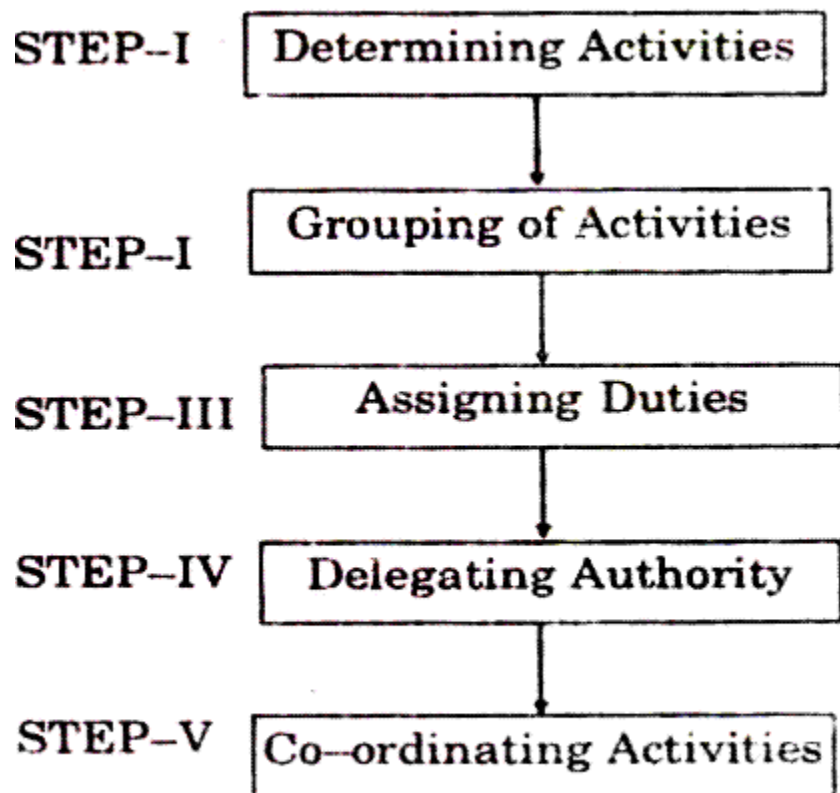 STEP–I Determining Activities
STEP–I Grouping of Activities
STEP–III Assigning Duties
STEP–IV Delegating Authority
STEP–V Co–ordinating Activities